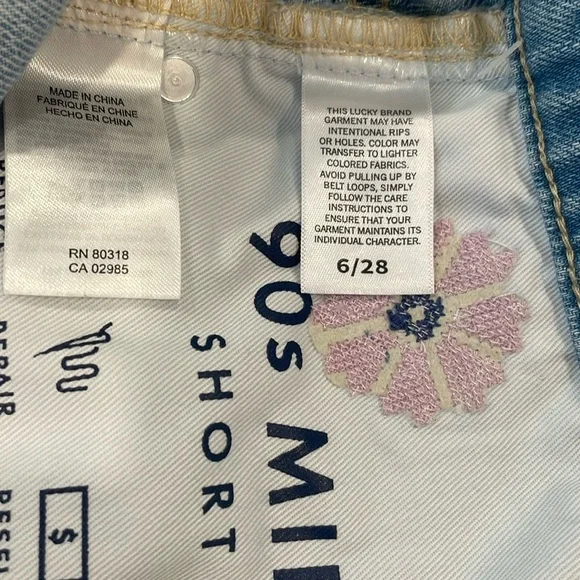 MADE IN CHINA
FABRIQUÉ EN CHINE
HECHO EN CHINA
RN 80318
CA 02985
THIS LUCKY BRAND
GARMENT MAY HAVE
INTENTIONAL RIPS
OR HOLES. COLOR MAY
TRANSFER TO LIGHTER
COLORED FABRICS.
AVOID PULLING UP BY
BELT LOOPS, SIMPLY
FOLLOW THE CARE
INSTRUCTIONS TO
ENSURE THAT YOUR
GARMENT MAINTAINS ITS
INDIVIDUAL CHARACTER.
6/28
90s MI
SHORT
REPAIR
$